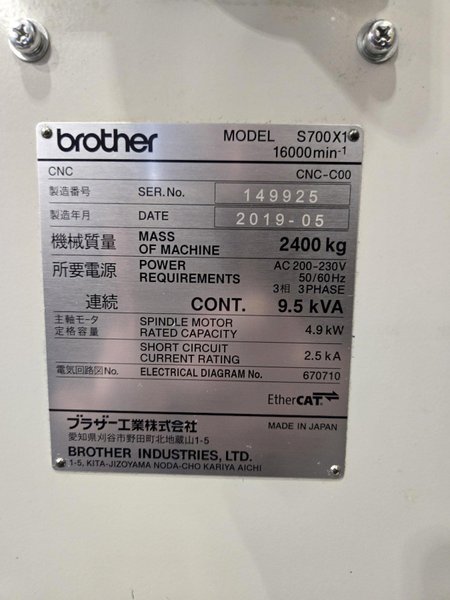 brother MODEL S700X1
16000min-1
CNC CNC-C00
製造番号 SER.No. 149925
製造年月 DATE 2019-05
機械質量 MASS OF MACHINE 2400 kg
所要電源 POWER REQUIREMENTS AC 200-230V
50/60Hz
3相 3PHASE
連続 CONT. 9.5 kVA
主軸モータ
定格容量 SPINDLE MOTOR RATED CAPACITY 4.9 kW
SHORT CIRCUIT CURRENT RATING 2.5 kA
電気回路図No. ELECTRICAL DIAGRAM No. 670710
EtherCAT
ブラザー工業株式会社 MADE IN JAPAN
愛知県刈谷市野田町北地蔵山1-5
BROTHER INDUSTRIES, LTD.
1-5, KITA-JIZOYAMA NODA-CHO KARIYA AICHI